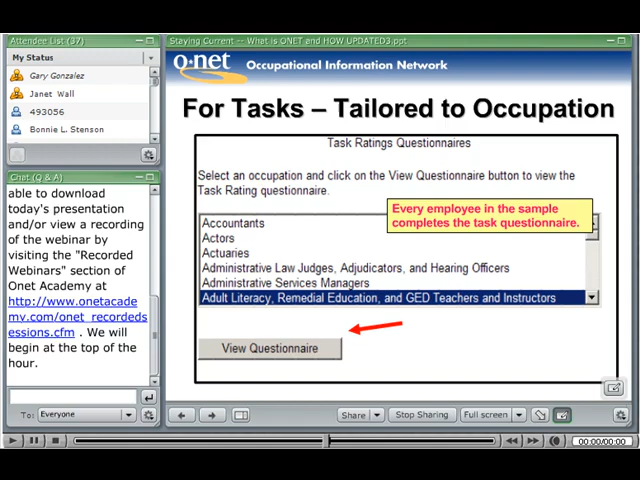 Attendee List (37)
My Status
Gary Gonzalez
Janet Wall
493056
Bonnie L. Stenson
Chat (Q & A)
able to download
today's presentation
and/or view a recording
of the webinar by
visiting the "Recorded
Webinars" section of
Onet Academy at
http://www.onetacade
my.com/onet_recordeds
essions.cfm . We will
begin at the top of the
hour.
To: Everyone
Staying Current -- What is ONET and HOW UPDATED3.ppt
o·net Occupational Information Network
For Tasks – Tailored to Occupation
Task Ratings Questionnaires
Select an occupation and click on the View Questionnaire button to view the
Task Rating questionnaire.
Every employee in the sample
completes the task questionnaire.
Accountants
Actors
Actuaries
Administrative Law Judges, Adjudicators, and Hearing Officers
Administrative Services Managers
Adult Literacy, Remedial Education, and GED Teachers and Instructors
View Questionnaire
Share
Stop Sharing
Full screen
00:00/00:00